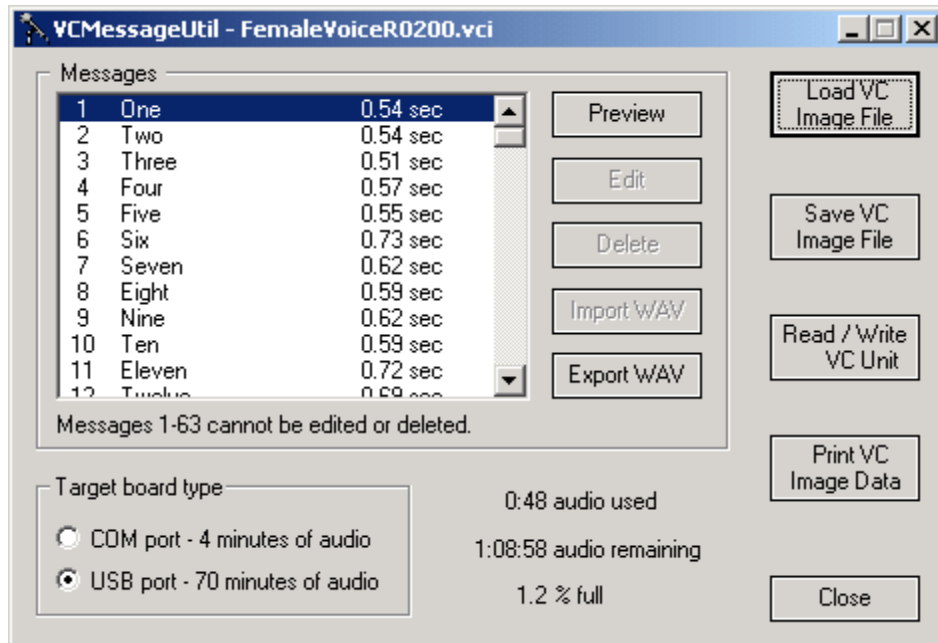 VCMessageUtil - FemaleVoiceR0200.vci
Messages
1 One 0.54 sec
2 Two 0.54 sec
3 Three 0.51 sec
4 Four 0.57 sec
5 Five 0.55 sec
6 Six 0.73 sec
7 Seven 0.62 sec
8 Eight 0.59 sec
9 Nine 0.62 sec
10 Ten 0.59 sec
11 Eleven 0.72 sec
12 Twelve 0.69 sec
Messages 1-63 cannot be edited or deleted.
Preview
Edit
Delete
Import WAV
Export WAV
Load VC
Image File
Save VC
Image File
Read / Write
VC Unit
Print VC
Image Data
Close
Target board type
COM port - 4 minutes of audio
USB port - 70 minutes of audio
0:48 audio used
1:08:58 audio remaining
1.2 % full